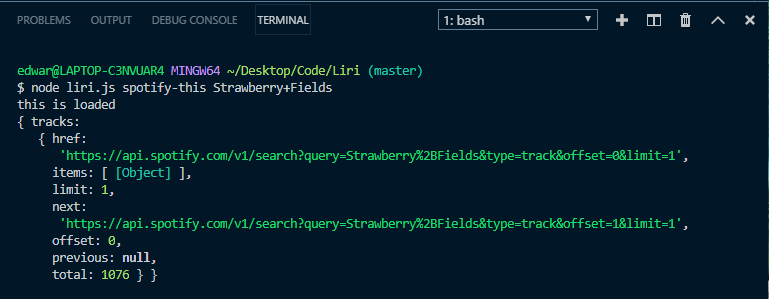 PROBLEMS OUTPUT DEBUG CONSOLE TERMINAL 1: bash
edwar@LAPTOP-C3NVUAR4 MINGW64 ~/Desktop/Code/Liri (master)
$ node liri.js spotify-this Strawberry+Fields
this is loaded
{ tracks:
   { href:
      'https://api.spotify.com/v1/search?query=Strawberry%2BFields&type=track&offset=0&limit=1',
     items: [ [Object] ],
     limit: 1,
     next:
      'https://api.spotify.com/v1/search?query=Strawberry%2BFields&type=track&offset=1&limit=1',
     offset: 0,
     previous: null,
     total: 1076 } }